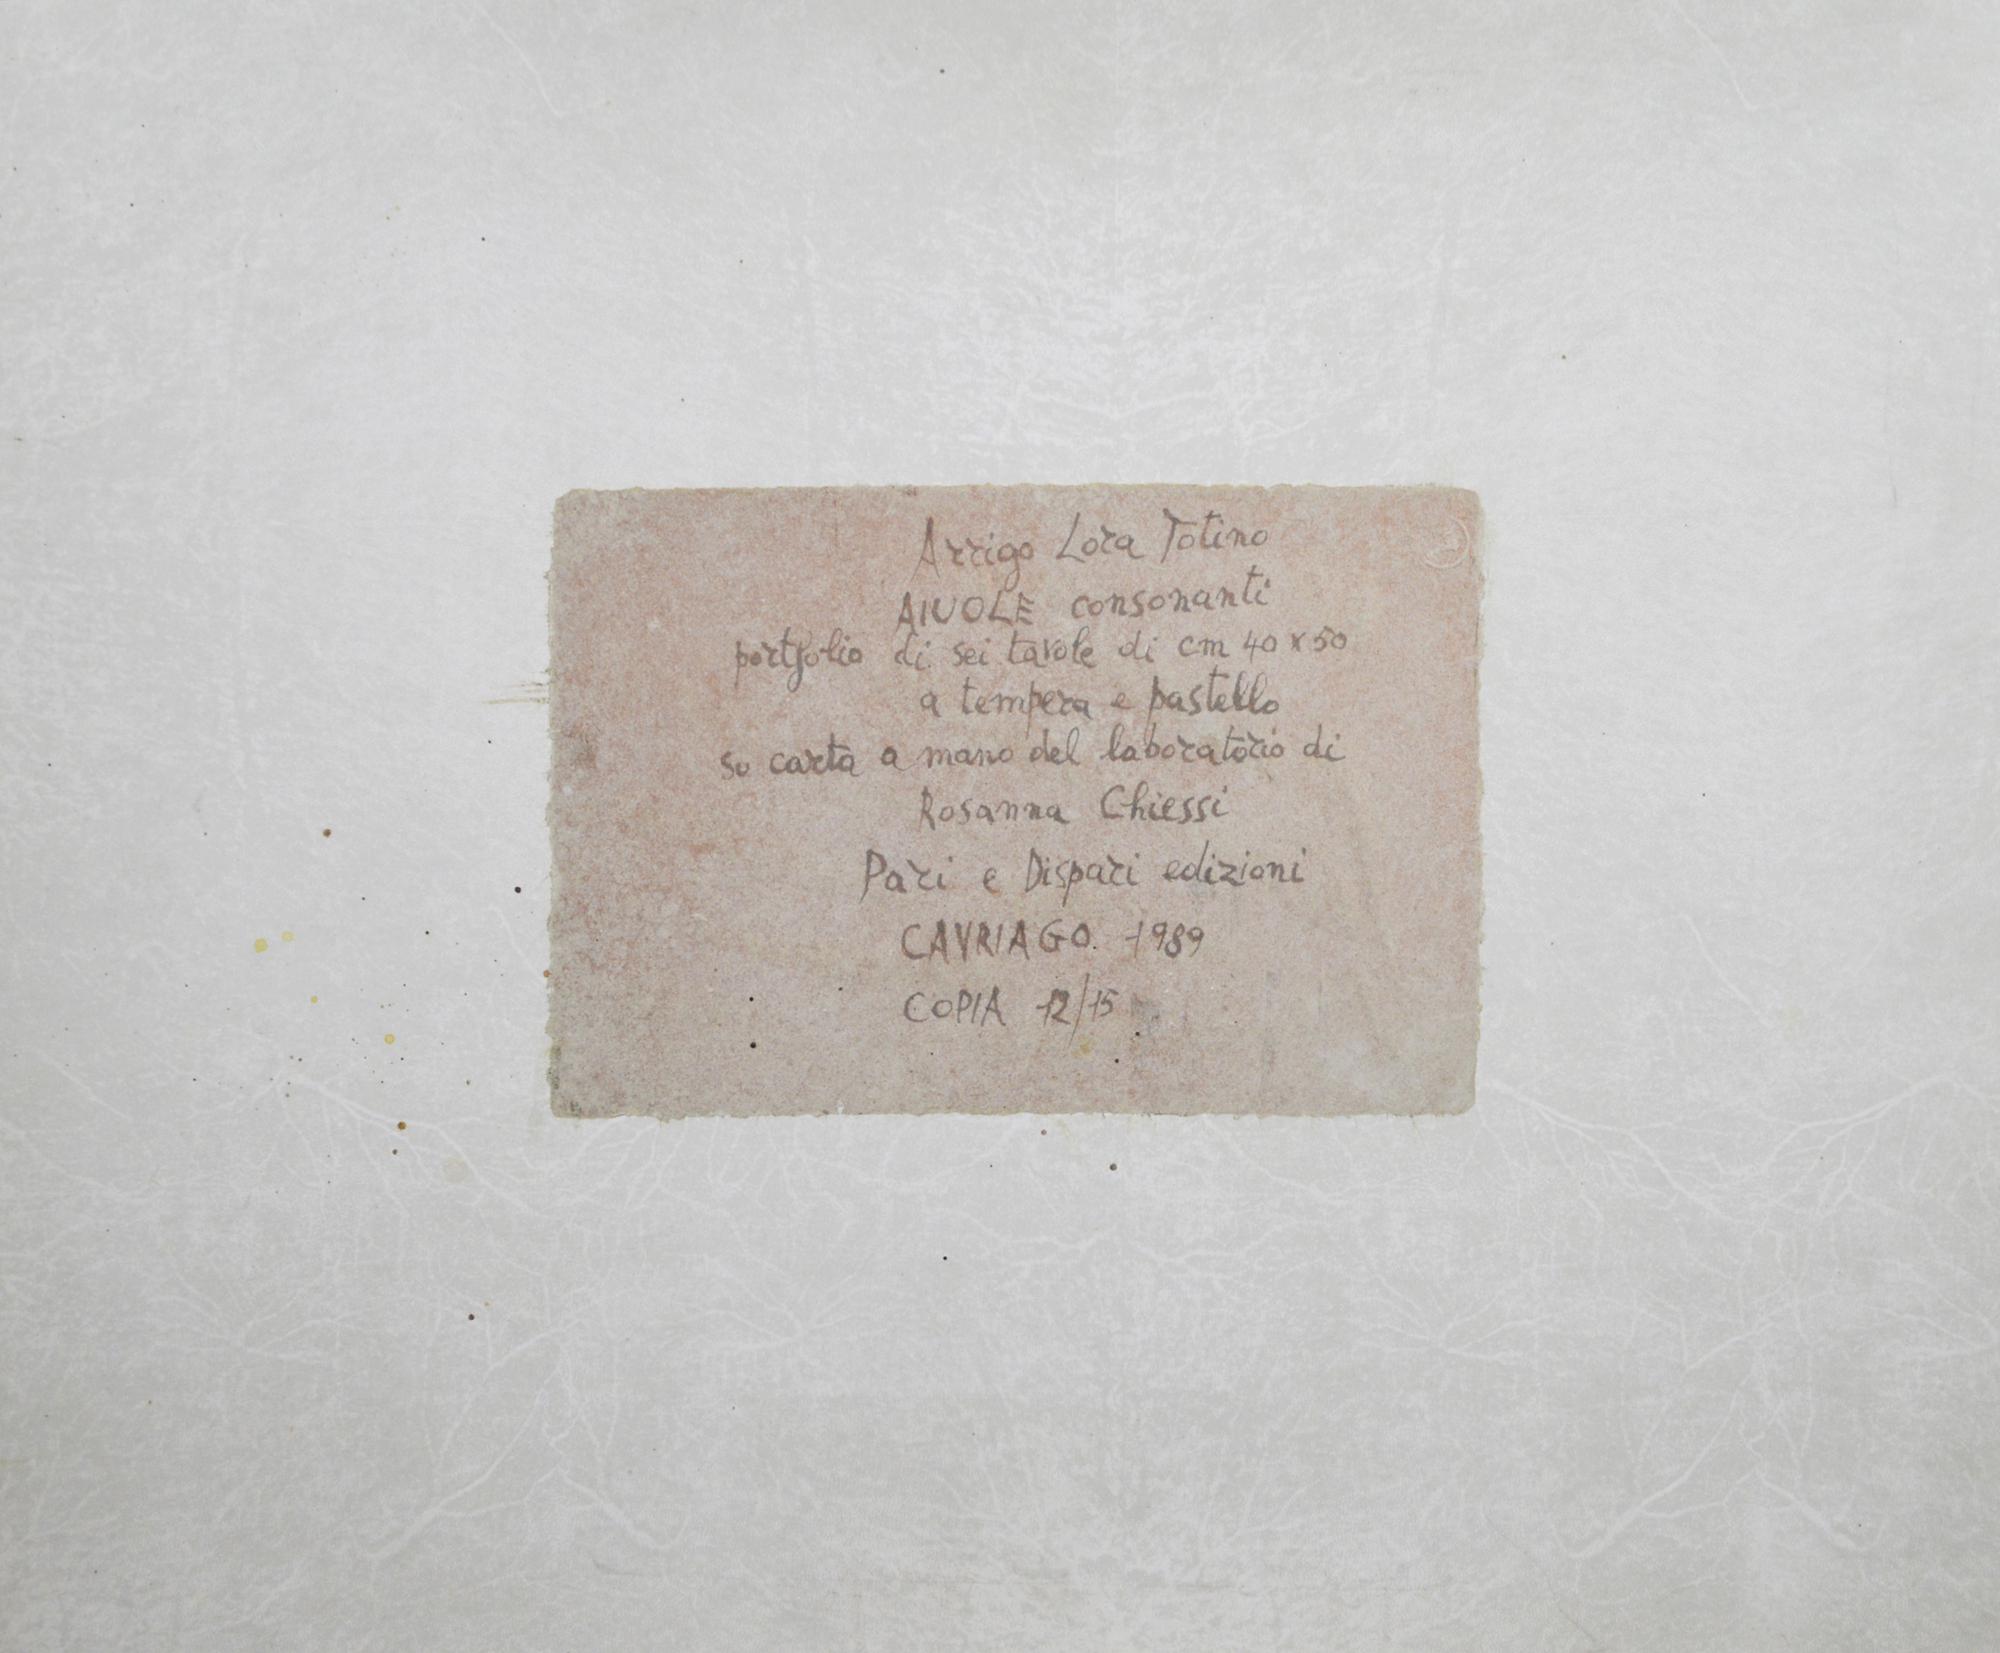 Arrigo Lora Totino
AIUOLE consonanti
portfolio di sei tavole di cm 40 x 50
a tempera e pastello
su carta a mano del laboratorio di
Rosanna Chiessi
Pari e Dispari edizioni
CAVRIAGO. 1989
COPIA 12/15